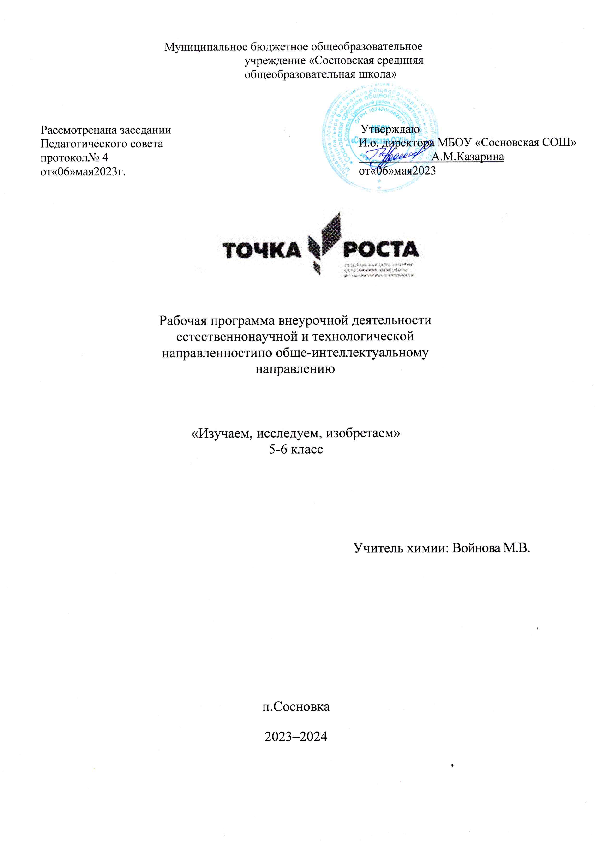 Муниципальное бюджетное общеобразовательное
учреждение «Сосновская средняя
общеобразовательная школа»
Рассмотренана заседании
Педагогического совета
протокол№ 4
от«06»мая2023г.
Утверждаю
И.о. директора МБОУ «Сосновская СОШ»
А.М.Казарина
от«06»мая2023
ТОЧКА РОСТА
Рабочая программа внеурочной деятельности
естественнонаучной и технологической
направленностипо обще-интеллектуальному
направлению
«Изучаем, исследуем, изобретаем»
5-6 класс
Учитель химии: Войнова М.В.
п.Сосновка
2023–2024